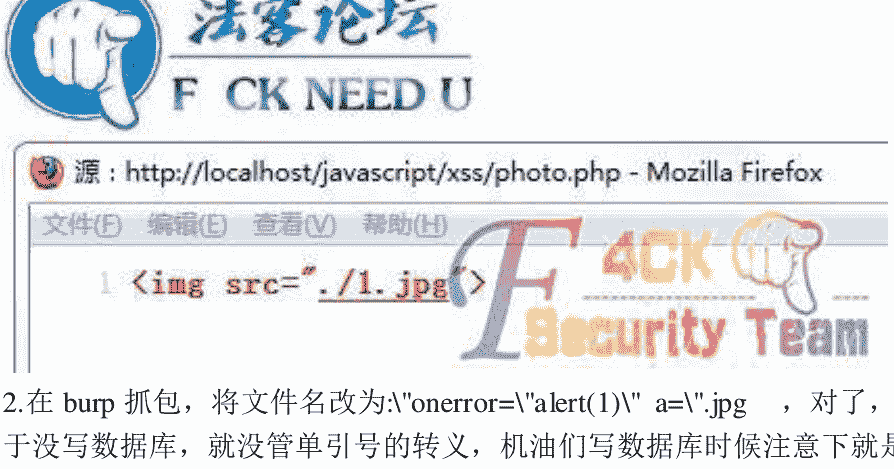 法客论坛
F CK NEED U
源 : http://localhost/javascript/xss/photo.php - Mozilla Firefox
文件(F) 编辑(E) 查看(V) 帮助(H)
1 <img src="./1.jpg">
F 4CK
Security Team
2.在 burp 抓包，将文件名改为:\"onerror=\"alert(1)\" a=\".jpg ，对了，
于没写数据库，就没管单引号的转义，机油们写数据库时候注意下就是